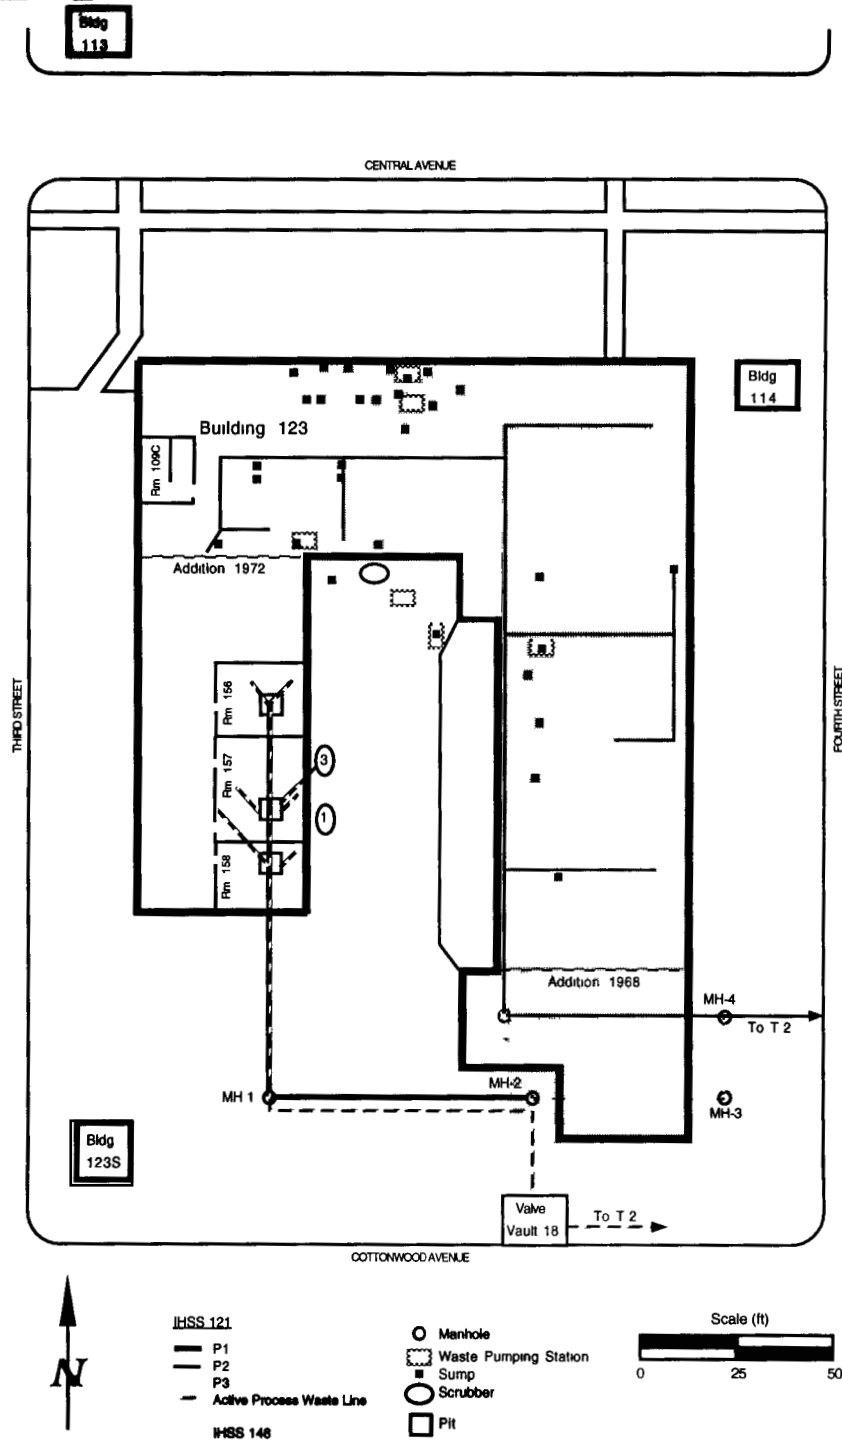 Bldg
113
CENTRAL AVENUE
Bldg
114
Building 123
Rm 109C
Addition 1972
THIRD STREET
FOURTH STREET
Rm 156
Rm 157
3
1
Rm 158
Addition 1968
MH-4
To T 2
MH-2
MH 1
MH-3
Bldg
123S
Valve
Vault 18
To T 2
COTTONWOOD AVENUE
N
IHSS 121
P1
P2
P3
Active Process Waste Line
IHSS 148
Manhole
Waste Pumping Station
Sump
Scrubber
Pit
Scale (ft)
0 25 50